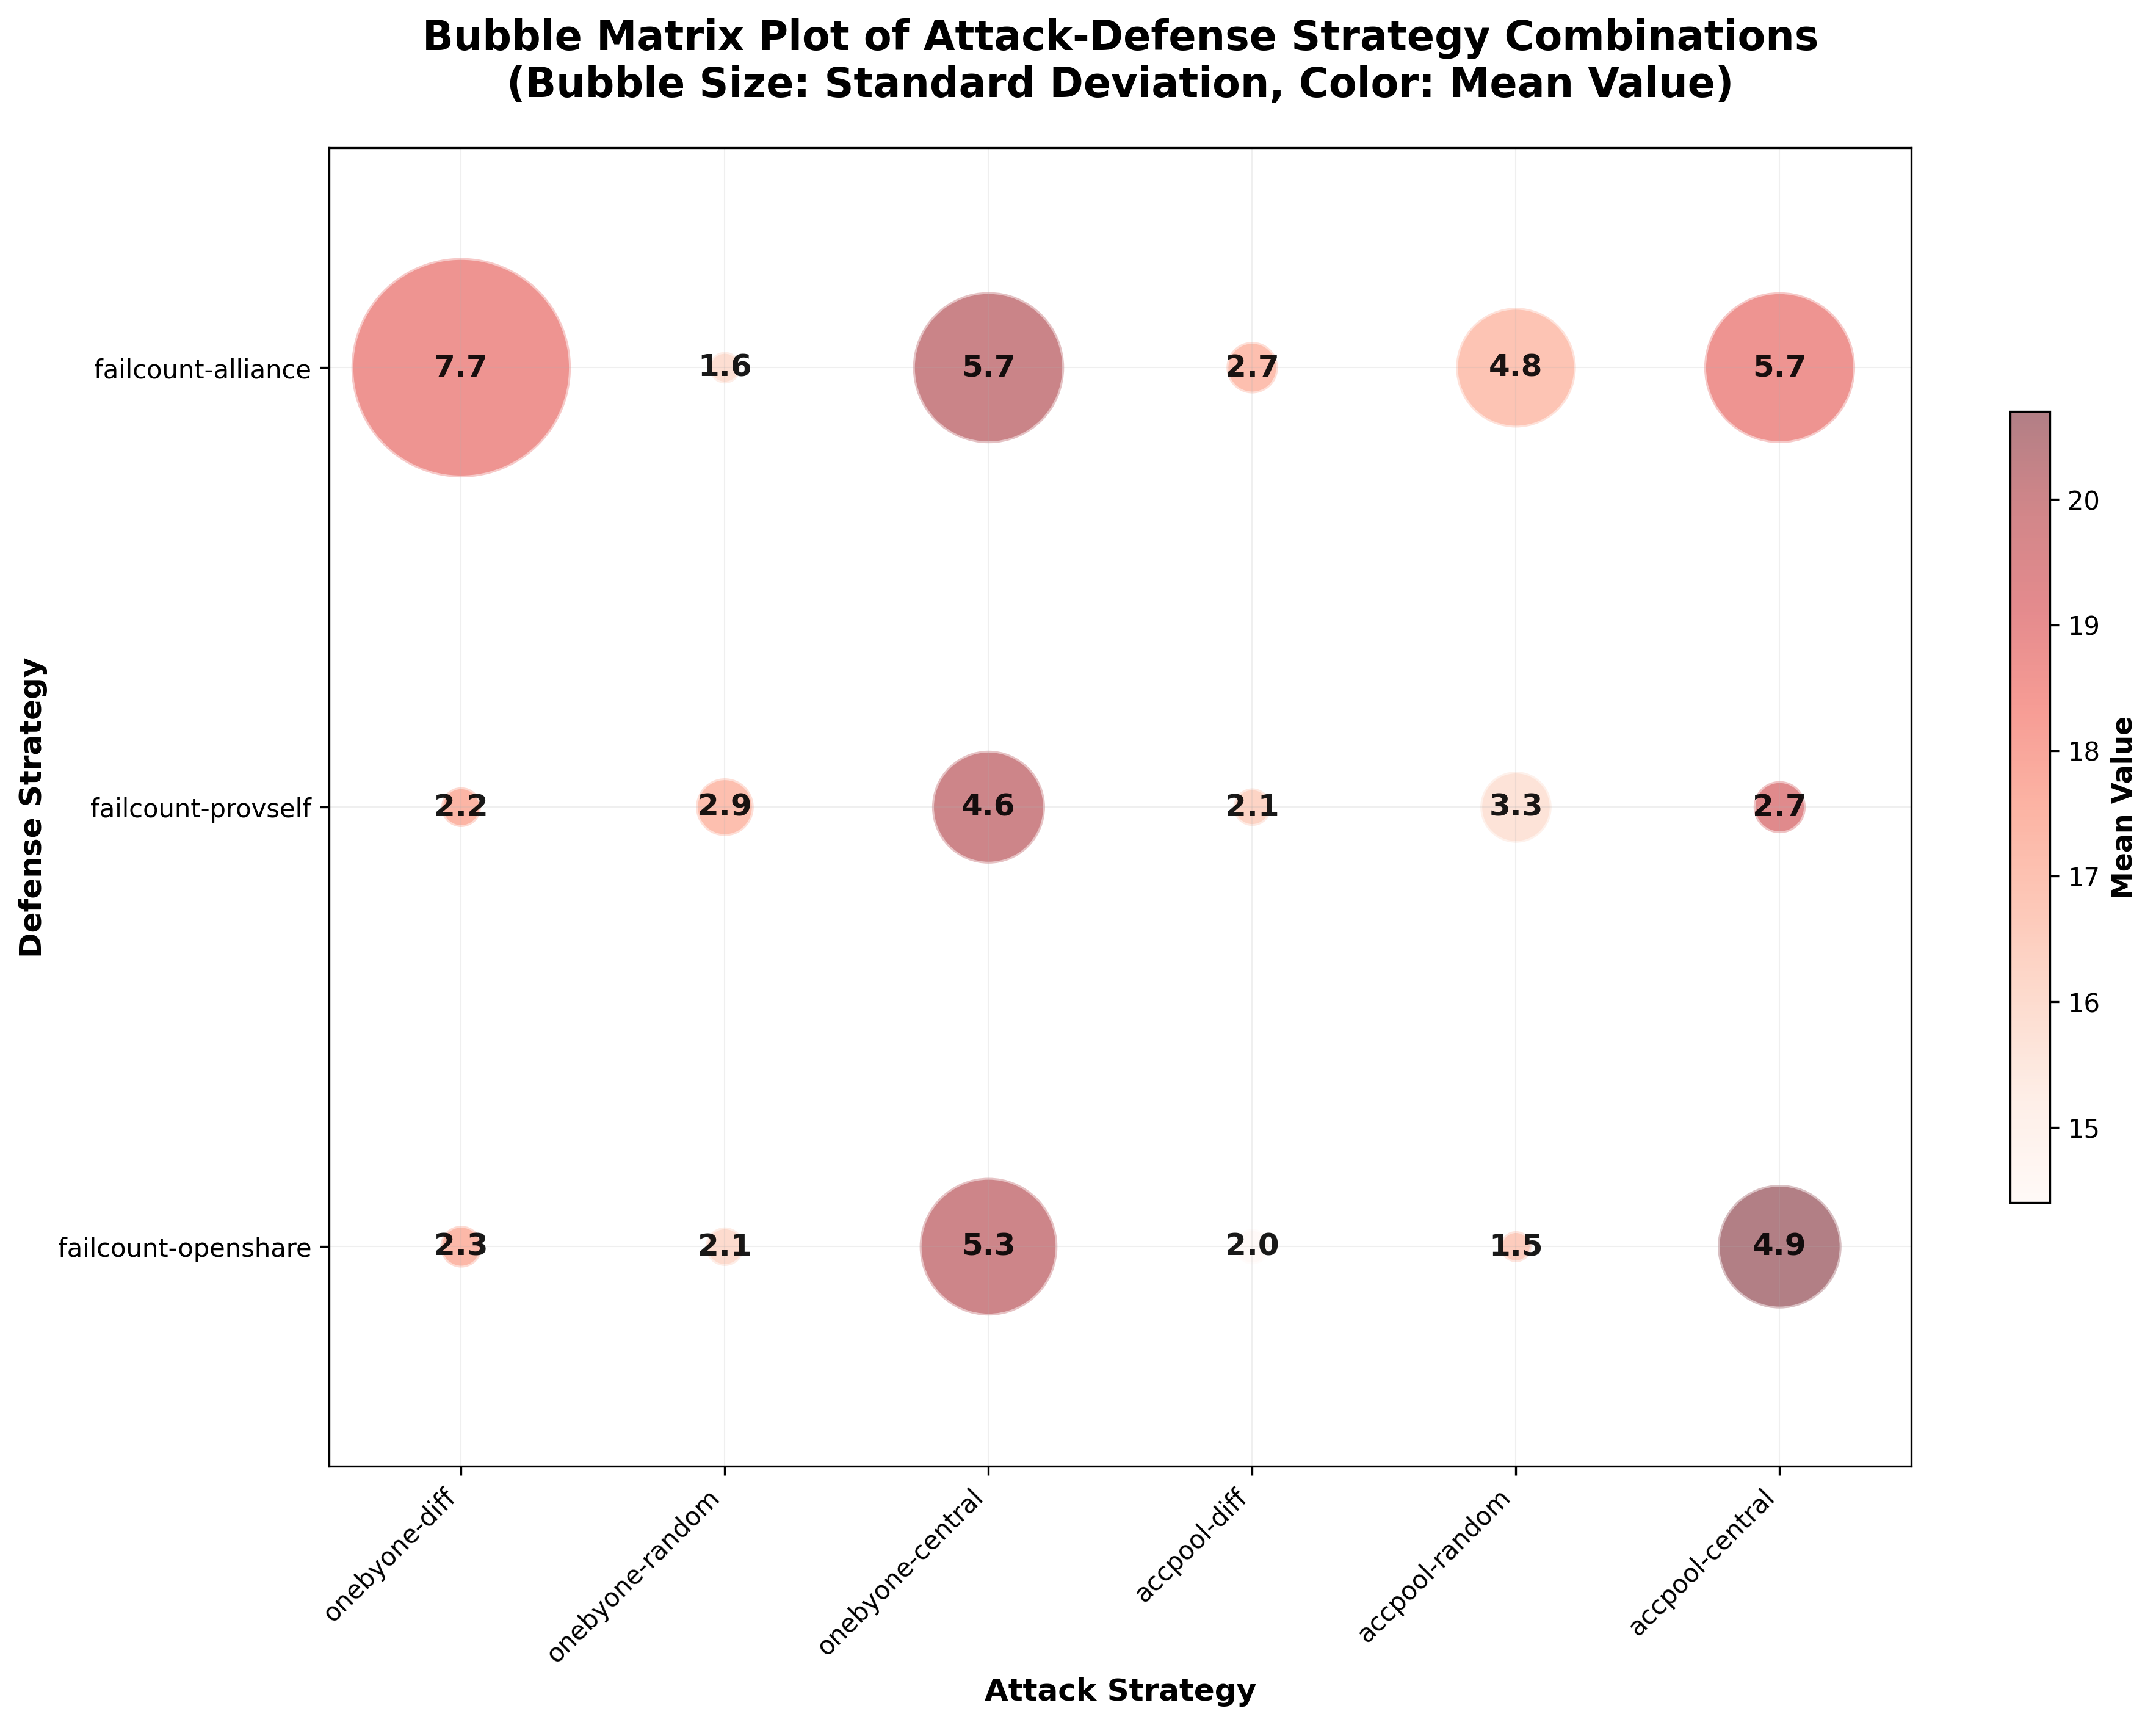 Bubble Matrix Plot of Attack-Defense Strategy Combinations
(Bubble Size: Standard Deviation, Color: Mean Value)
Defense Strategy
failcount-alliance
7.7
1.6
5.7
2.7
4.8
5.7
failcount-provself
2.2
2.9
4.6
2.1
3.3
2.7
failcount-openshare
2.3
2.1
5.3
2.0
1.5
4.9
onebyone-diff
onebyone-random
onebyone-central
accpool-diff
accpool-random
accpool-central
Attack Strategy
20
19
18
17
16
15
Mean Value